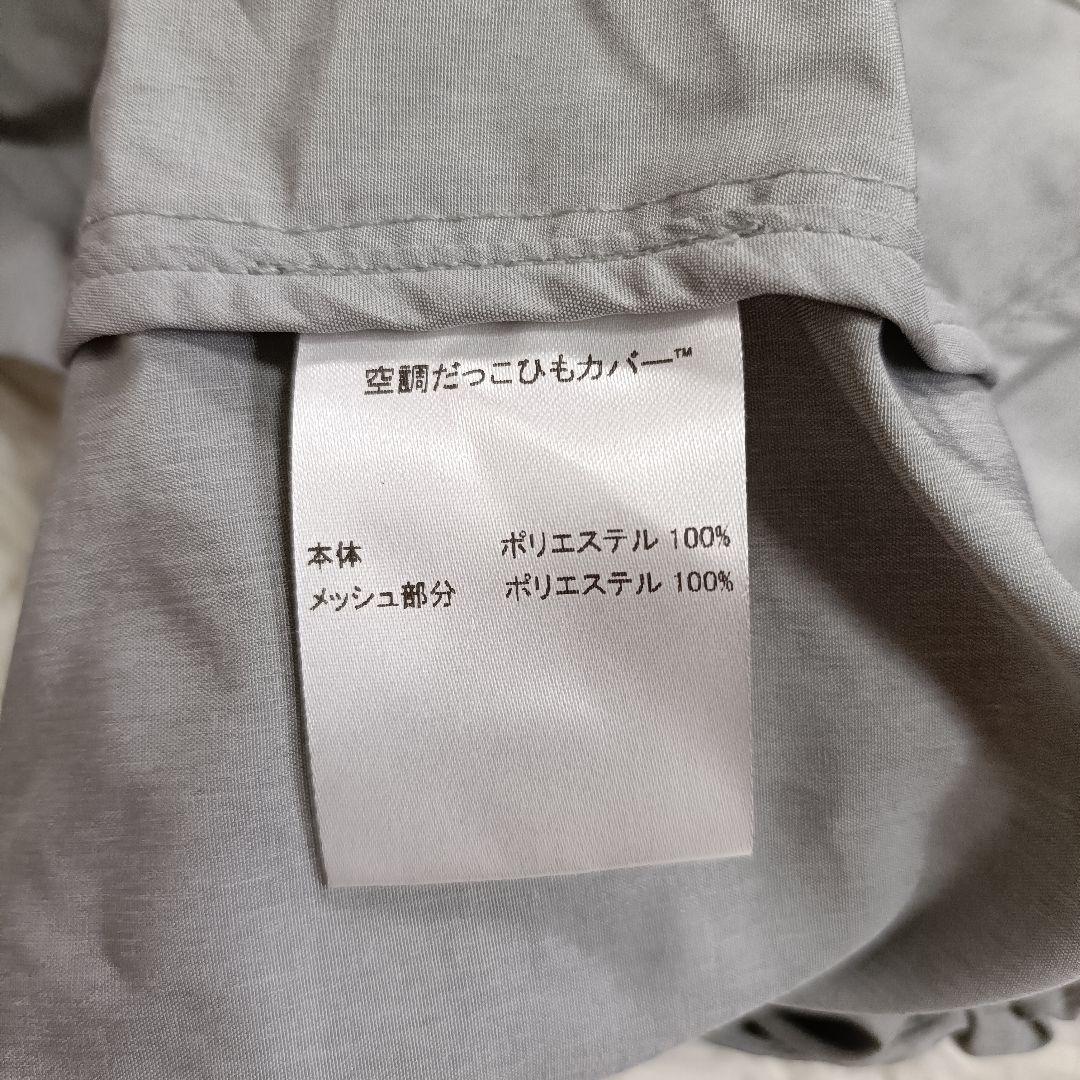 空調だっこひもカバー™
本体 ポリエステル 100%
メッシュ部分 ポリエステル 100%